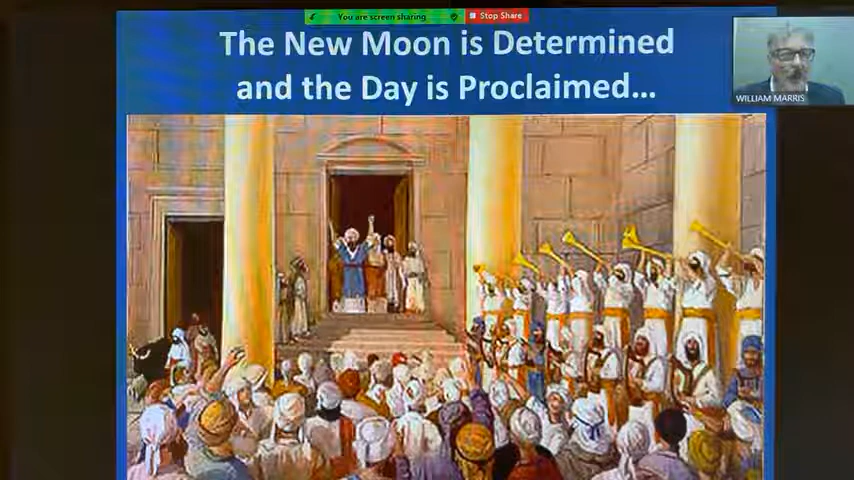 You are screen sharing
Stop Share
The New Moon is Determined
and the Day is Proclaimed...
WILLIAM MARRIS